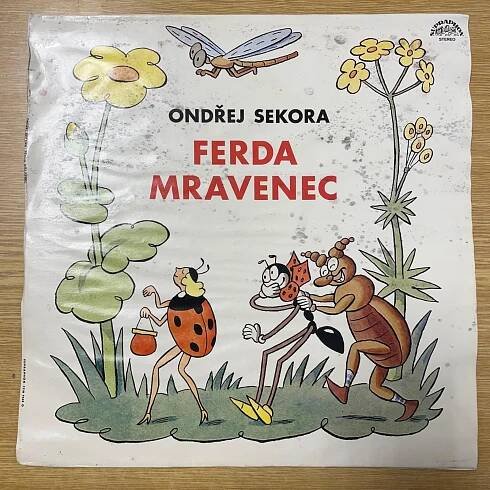 SUPRAPHON
STEREO
ONDŘEJ SEKORA
FERDA
MRAVENEC